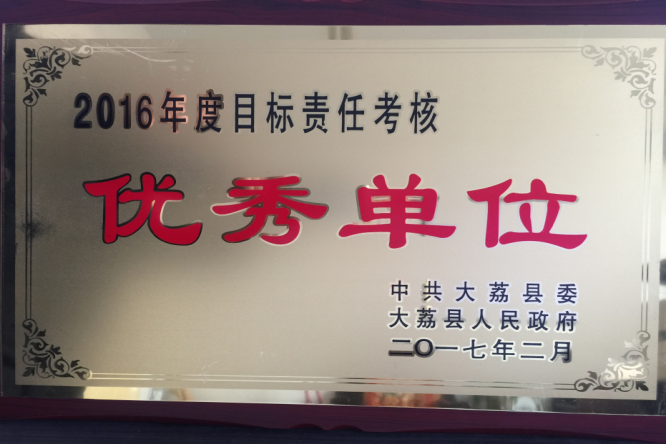 2016年度目标责任考核
优秀单位
中共大荔县委
大荔县人民政府
二〇一七年二月